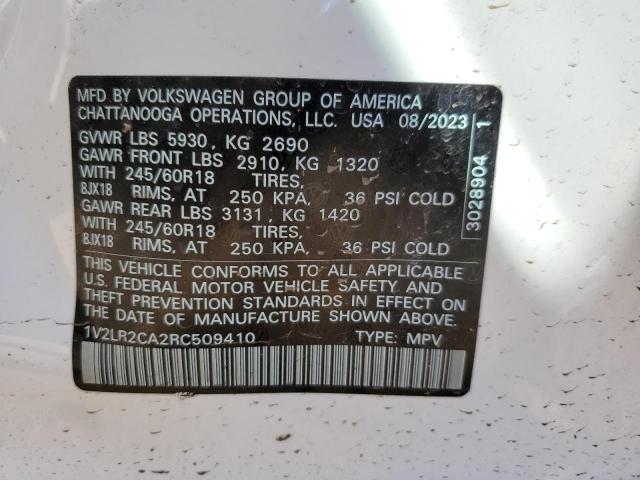 MFD BY VOLKSWAGEN GROUP OF AMERICA
CHATTANOOGA OPERATIONS, LLC. USA 08/2023
GVWR LBS 5930, KG 2690
GAWR FRONT LBS 2910, KG 1320
WITH 245/60R18 TIRES,
8JX18 RIMS, AT 250 KPA, 36 PSI COLD
GAWR REAR LBS 3131, KG 1420
WITH 245/60R18 TIRES,
8JX18 RIMS, AT 250 KPA, 36 PSI COLD
THIS VEHICLE CONFORMS TO ALL APPLICABLE
U.S. FEDERAL MOTOR VEHICLE SAFETY AND
THEFT PREVENTION STANDARDS IN EFFECT ON
THE DATE OF MANUFACTURE SHOWN ABOVE.
1V2LR2CA2RC509410 TYPE: MPV
3028904 1